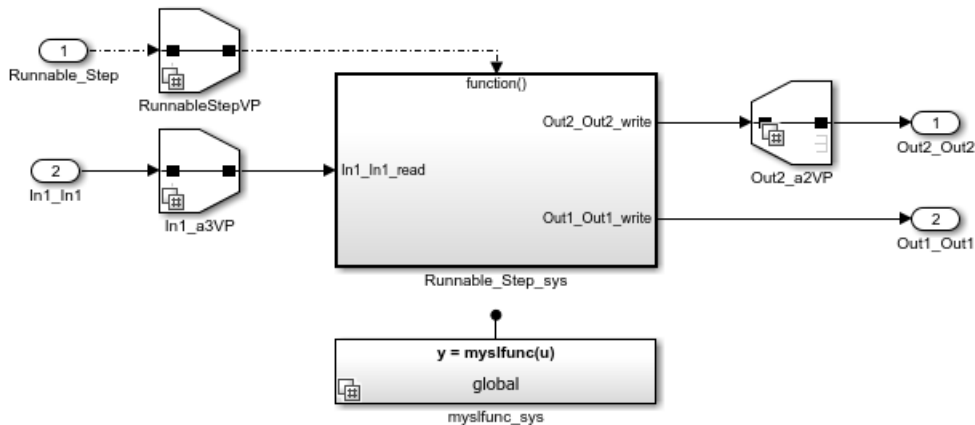 1
Runnable_Step
RunnableStepVP
function()
Out2_Out2_write
Out2_a2VP
1
Out2_Out2
2
In1_In1
In1_a3VP
In1_In1_read
Out1_Out1_write
2
Out1_Out1
Runnable_Step_sys
y = myslfunc(u)
global
myslfunc_sys